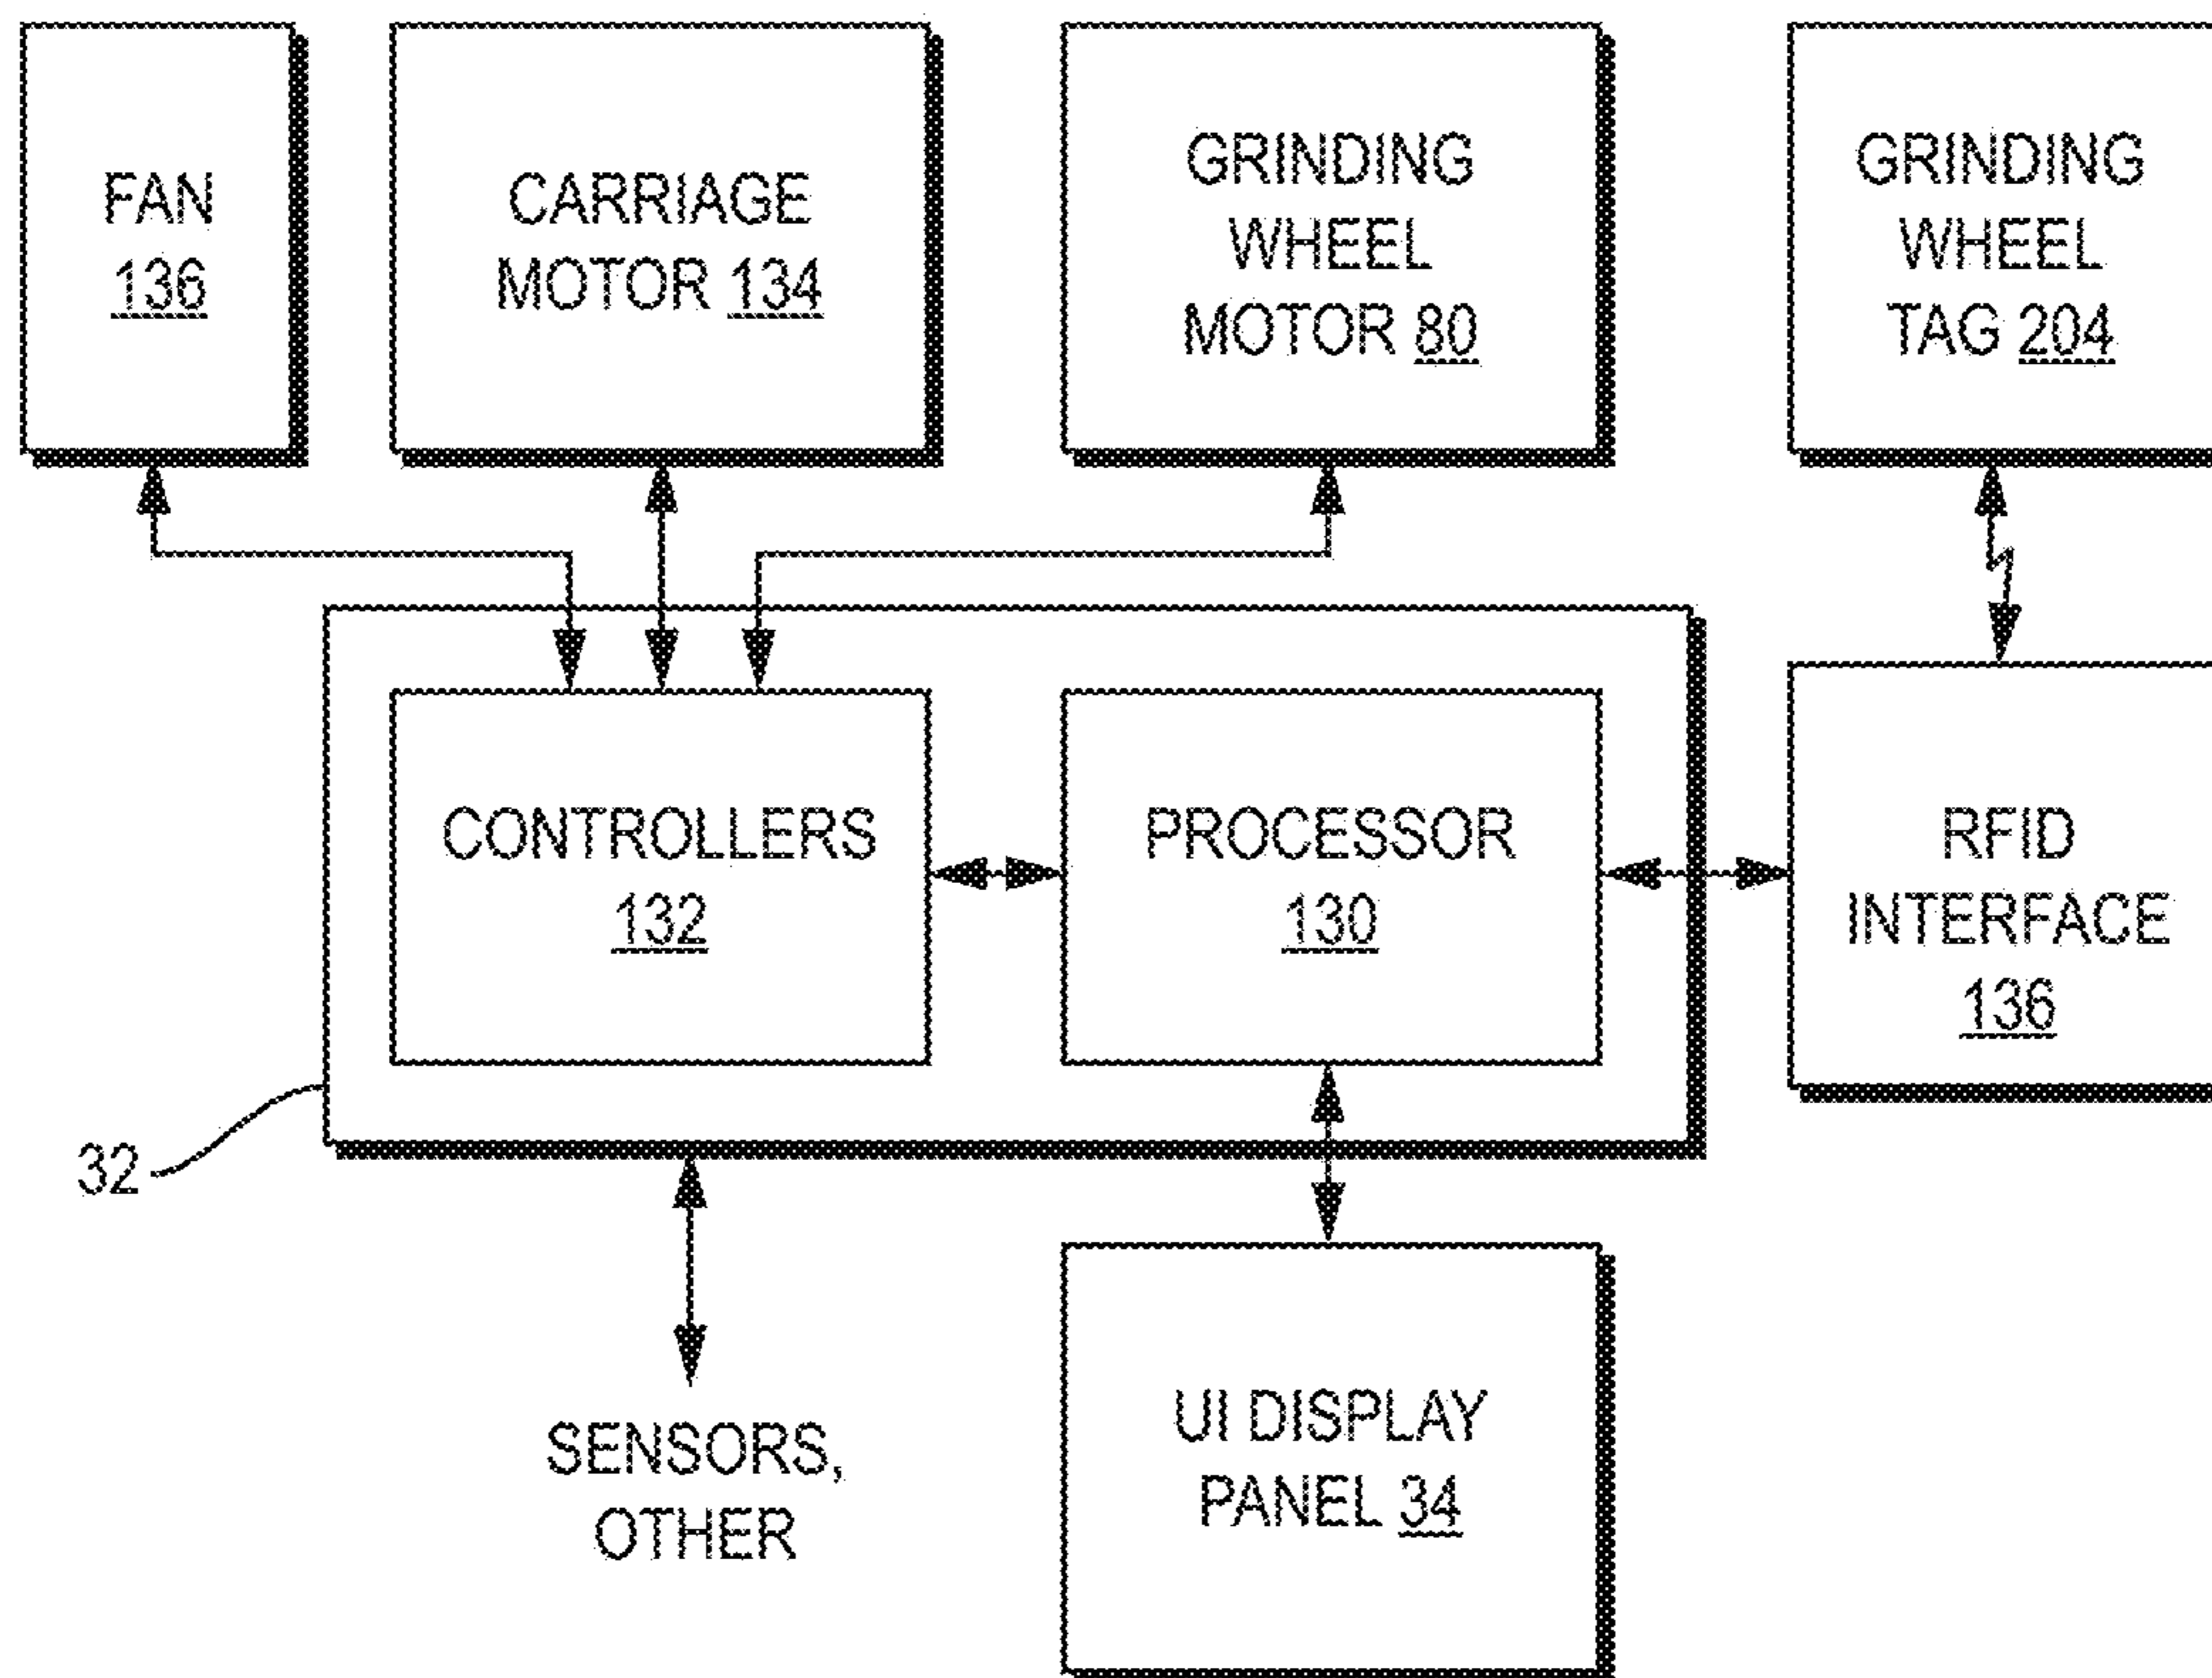 FAN
136
CARRIAGE
MOTOR 134
GRINDING
WHEEL
MOTOR 80
GRINDING
WHEEL
TAG 204
CONTROLLERS
132
PROCESSOR
130
RFID
INTERFACE
136
32
SENSORS,
OTHER
UI DISPLAY
PANEL 34